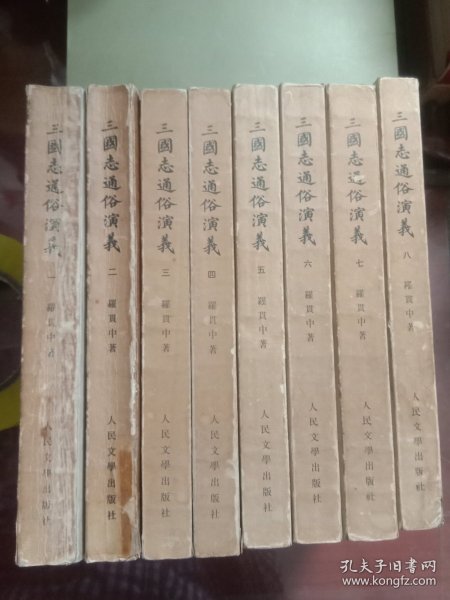 三國志通俗演義 一 羅貫中著 人民文學出版社
三國志通俗演義 二 羅貫中著 人民文學出版社
三國志通俗演義 三 羅貫中著 人民文學出版社
三國志通俗演義 四 羅貫中著 人民文學出版社
三國志通俗演義 五 羅貫中著 人民文學出版社
三國志通俗演義 六 羅貫中著 人民文學出版社
三國志通俗演義 七 羅貫中著 人民文學出版社
三國志通俗演義 八 羅貫中著 人民文學出版社
孔夫子旧书网
www.kongfz.com